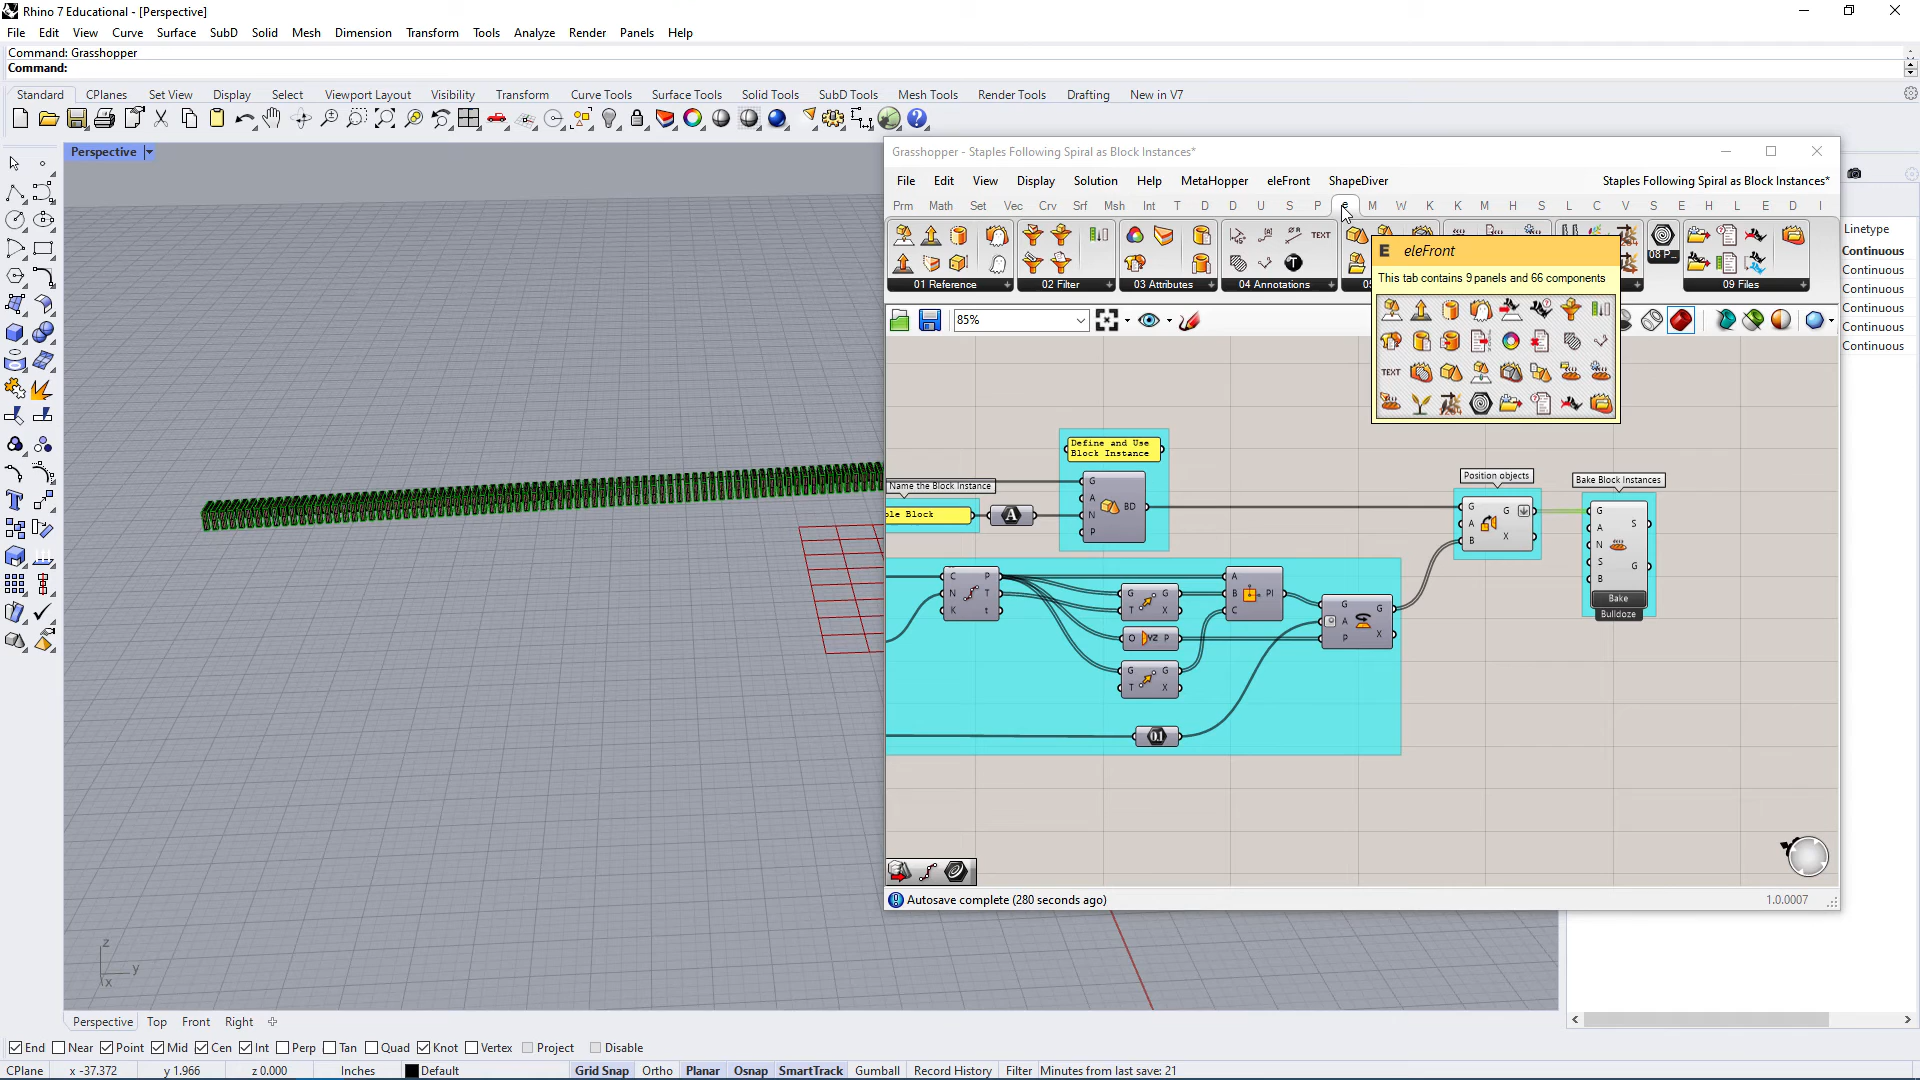 Rhino 7 Educational - [Perspective]
File Edit View Curve Surface SubD Solid Mesh Dimension Transform Tools Analyze Render Panels Help
Command: Grasshopper
Command:
Standard CPlanes Set View Display Select Viewport Layout Visibility Transform Curve Tools Surface Tools Solid Tools SubD Tools Mesh Tools Render Tools Drafting New in V7
Perspective
Grasshopper - Staples Following Spiral as Block Instances*
File Edit View Display Solution Help MetaHopper eleFront ShapeDiver Staples Following Spiral as Block Instances*
Prm Math Set Vec Crv Srf Msh Int T D D U S P e M W K K M H S L C V S E H L E D I
TEXT
01 Reference 02 Filter 03 Attributes 04 Annotations 08 P... 09 Files
E eleFront
This tab contains 9 panels and 66 components
TEXT
85%
Linetype
Continuous
Continuous
Continuous
Continuous
Continuous
Continuous
Define and Use
Block Instance
G
A
N
P
BD
Name the Block Instance
ple Block
A
Position objects
G
A
B
G
X
Bake Block Instances
G
A
N
S
B
S
G
Bake
Bulldoze
C
N
K
P
T
t
G
T
G
X
O YZ P
G
T
G
X
A
B
C
Pl
G
A
P
G
X
0.1
Autosave complete (280 seconds ago) 1.0.0007
z
y
x
Perspective Top Front Right
End Near Point Mid Cen Int Perp Tan Quad Knot Vertex Project Disable
CPlane x -37.372 y 1.966 z 0.000 Inches Default Grid Snap Ortho Planar Osnap SmartTrack Gumball Record History Filter Minutes from last save: 21